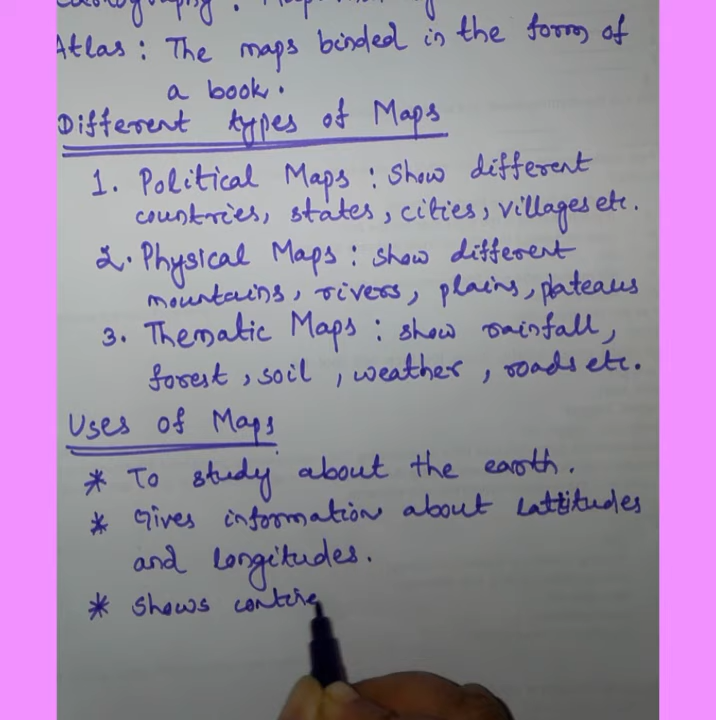 Atlas : The maps binded in the form of
a book.
Different types of Maps
1. Political Maps : Show different
countries, states, cities, villages etc.
2. Physical Maps : show different
mountains, rivers, plains, plateaus
3. Thematic Maps : show rainfall,
forest, soil, weather, roads etc.
Uses of Maps
* To study about the earth.
* Gives information about Lattitudes
and longitudes.
* Shows contine